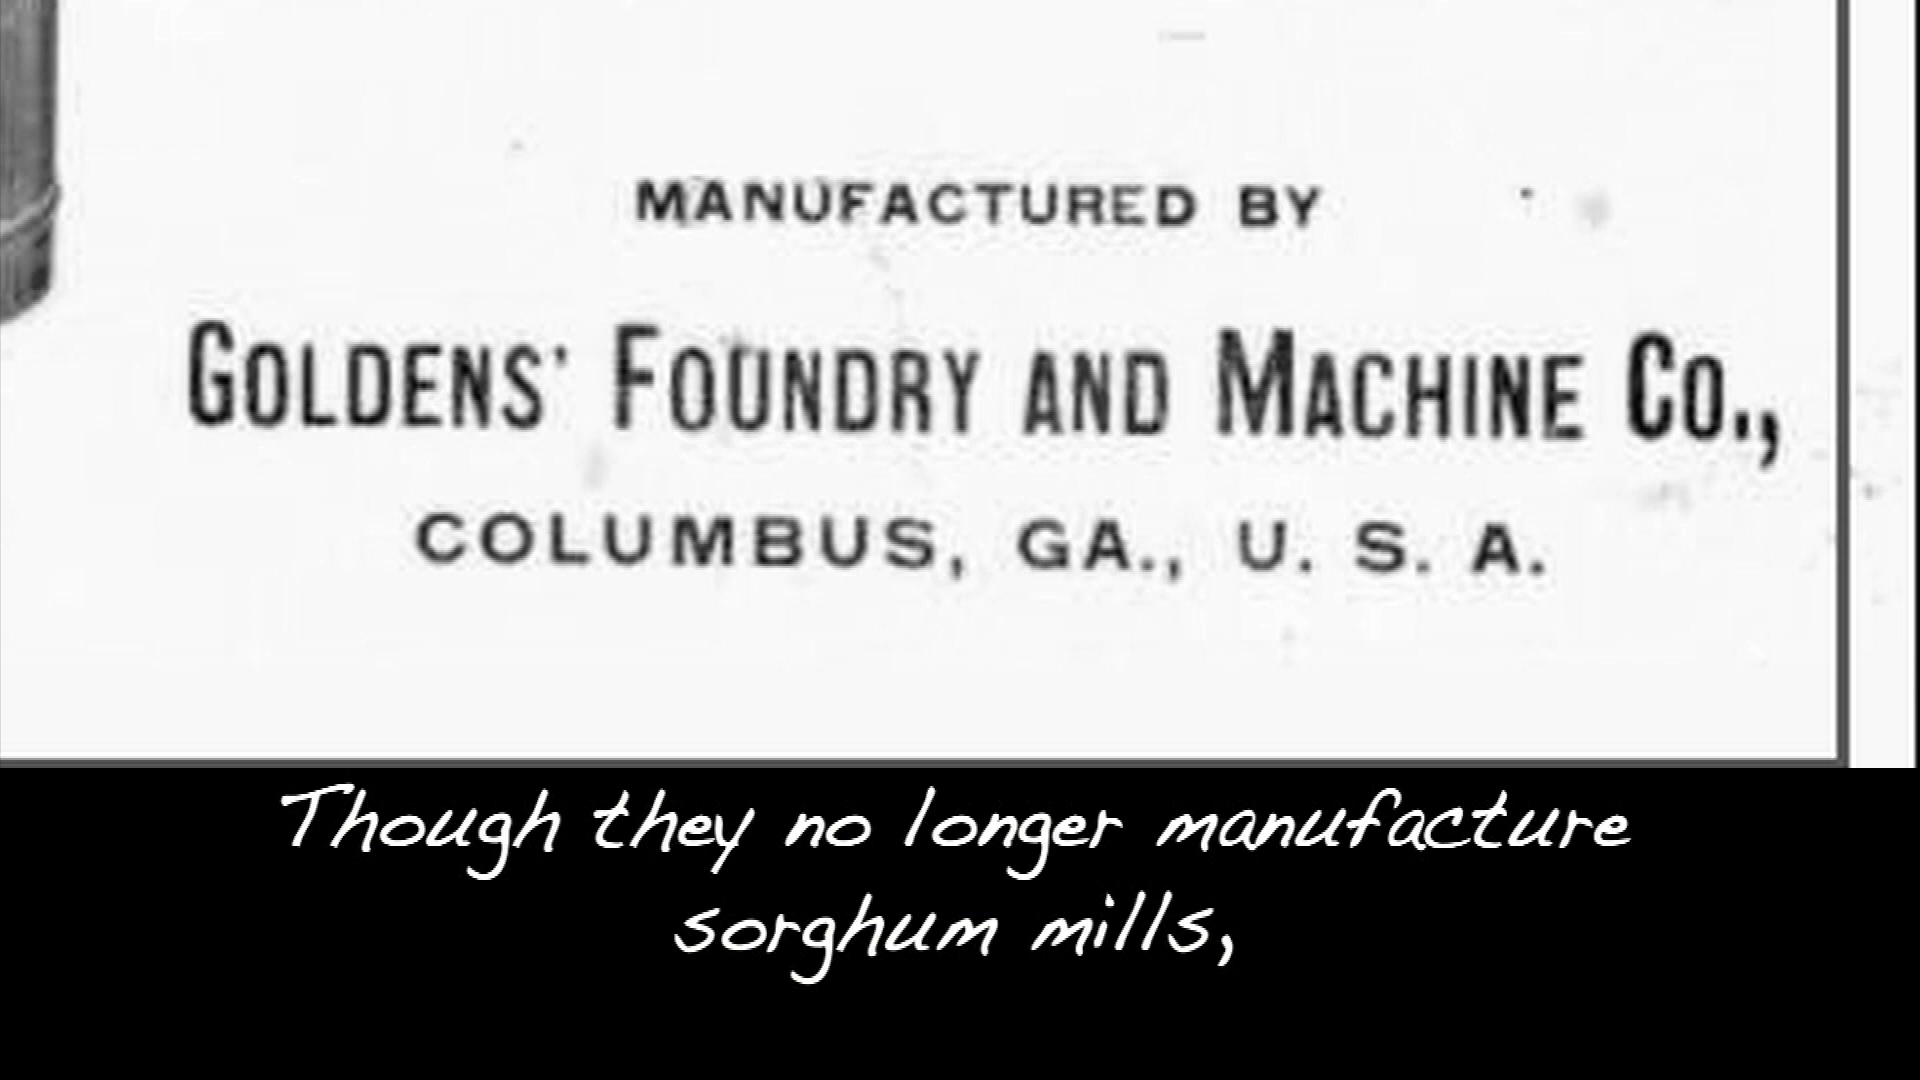 MANUFACTURED BY
GOLDENS' FOUNDRY AND MACHINE CO.,
COLUMBUS, GA., U. S. A.
Though they no longer manufacture
sorghum mills,